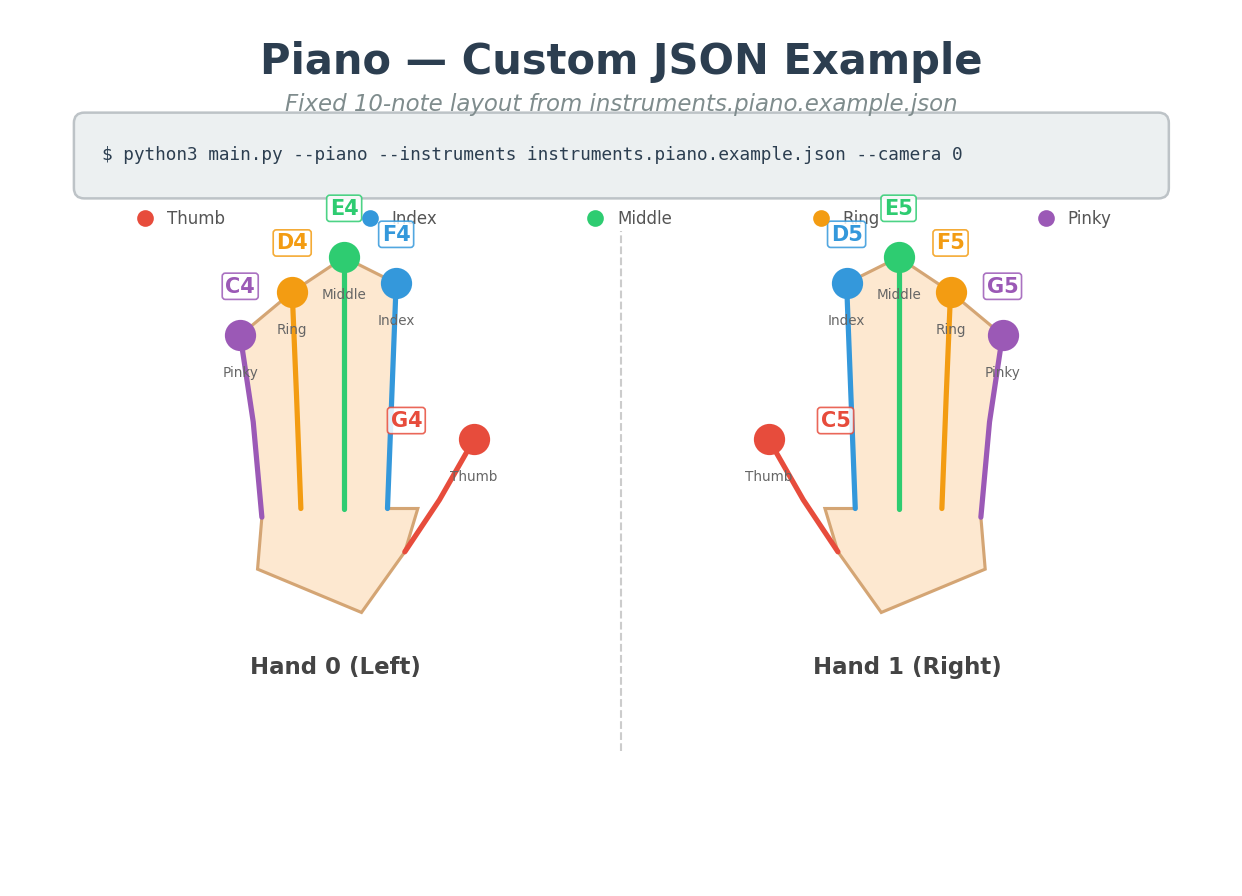 Piano — Custom JSON Example
Fixed 10-note layout from instruments.piano.example.json
$ python3 main.py --piano --instruments instruments.piano.example.json --camera 0
Thumb Index Middle Ring Pinky
E4 E5
F4 D5
D4 F5
C4 G5
Middle Middle
Index Index
Ring Ring
Pinky Pinky
G4 C5
Thumb Thumb
Hand 0 (Left) Hand 1 (Right)